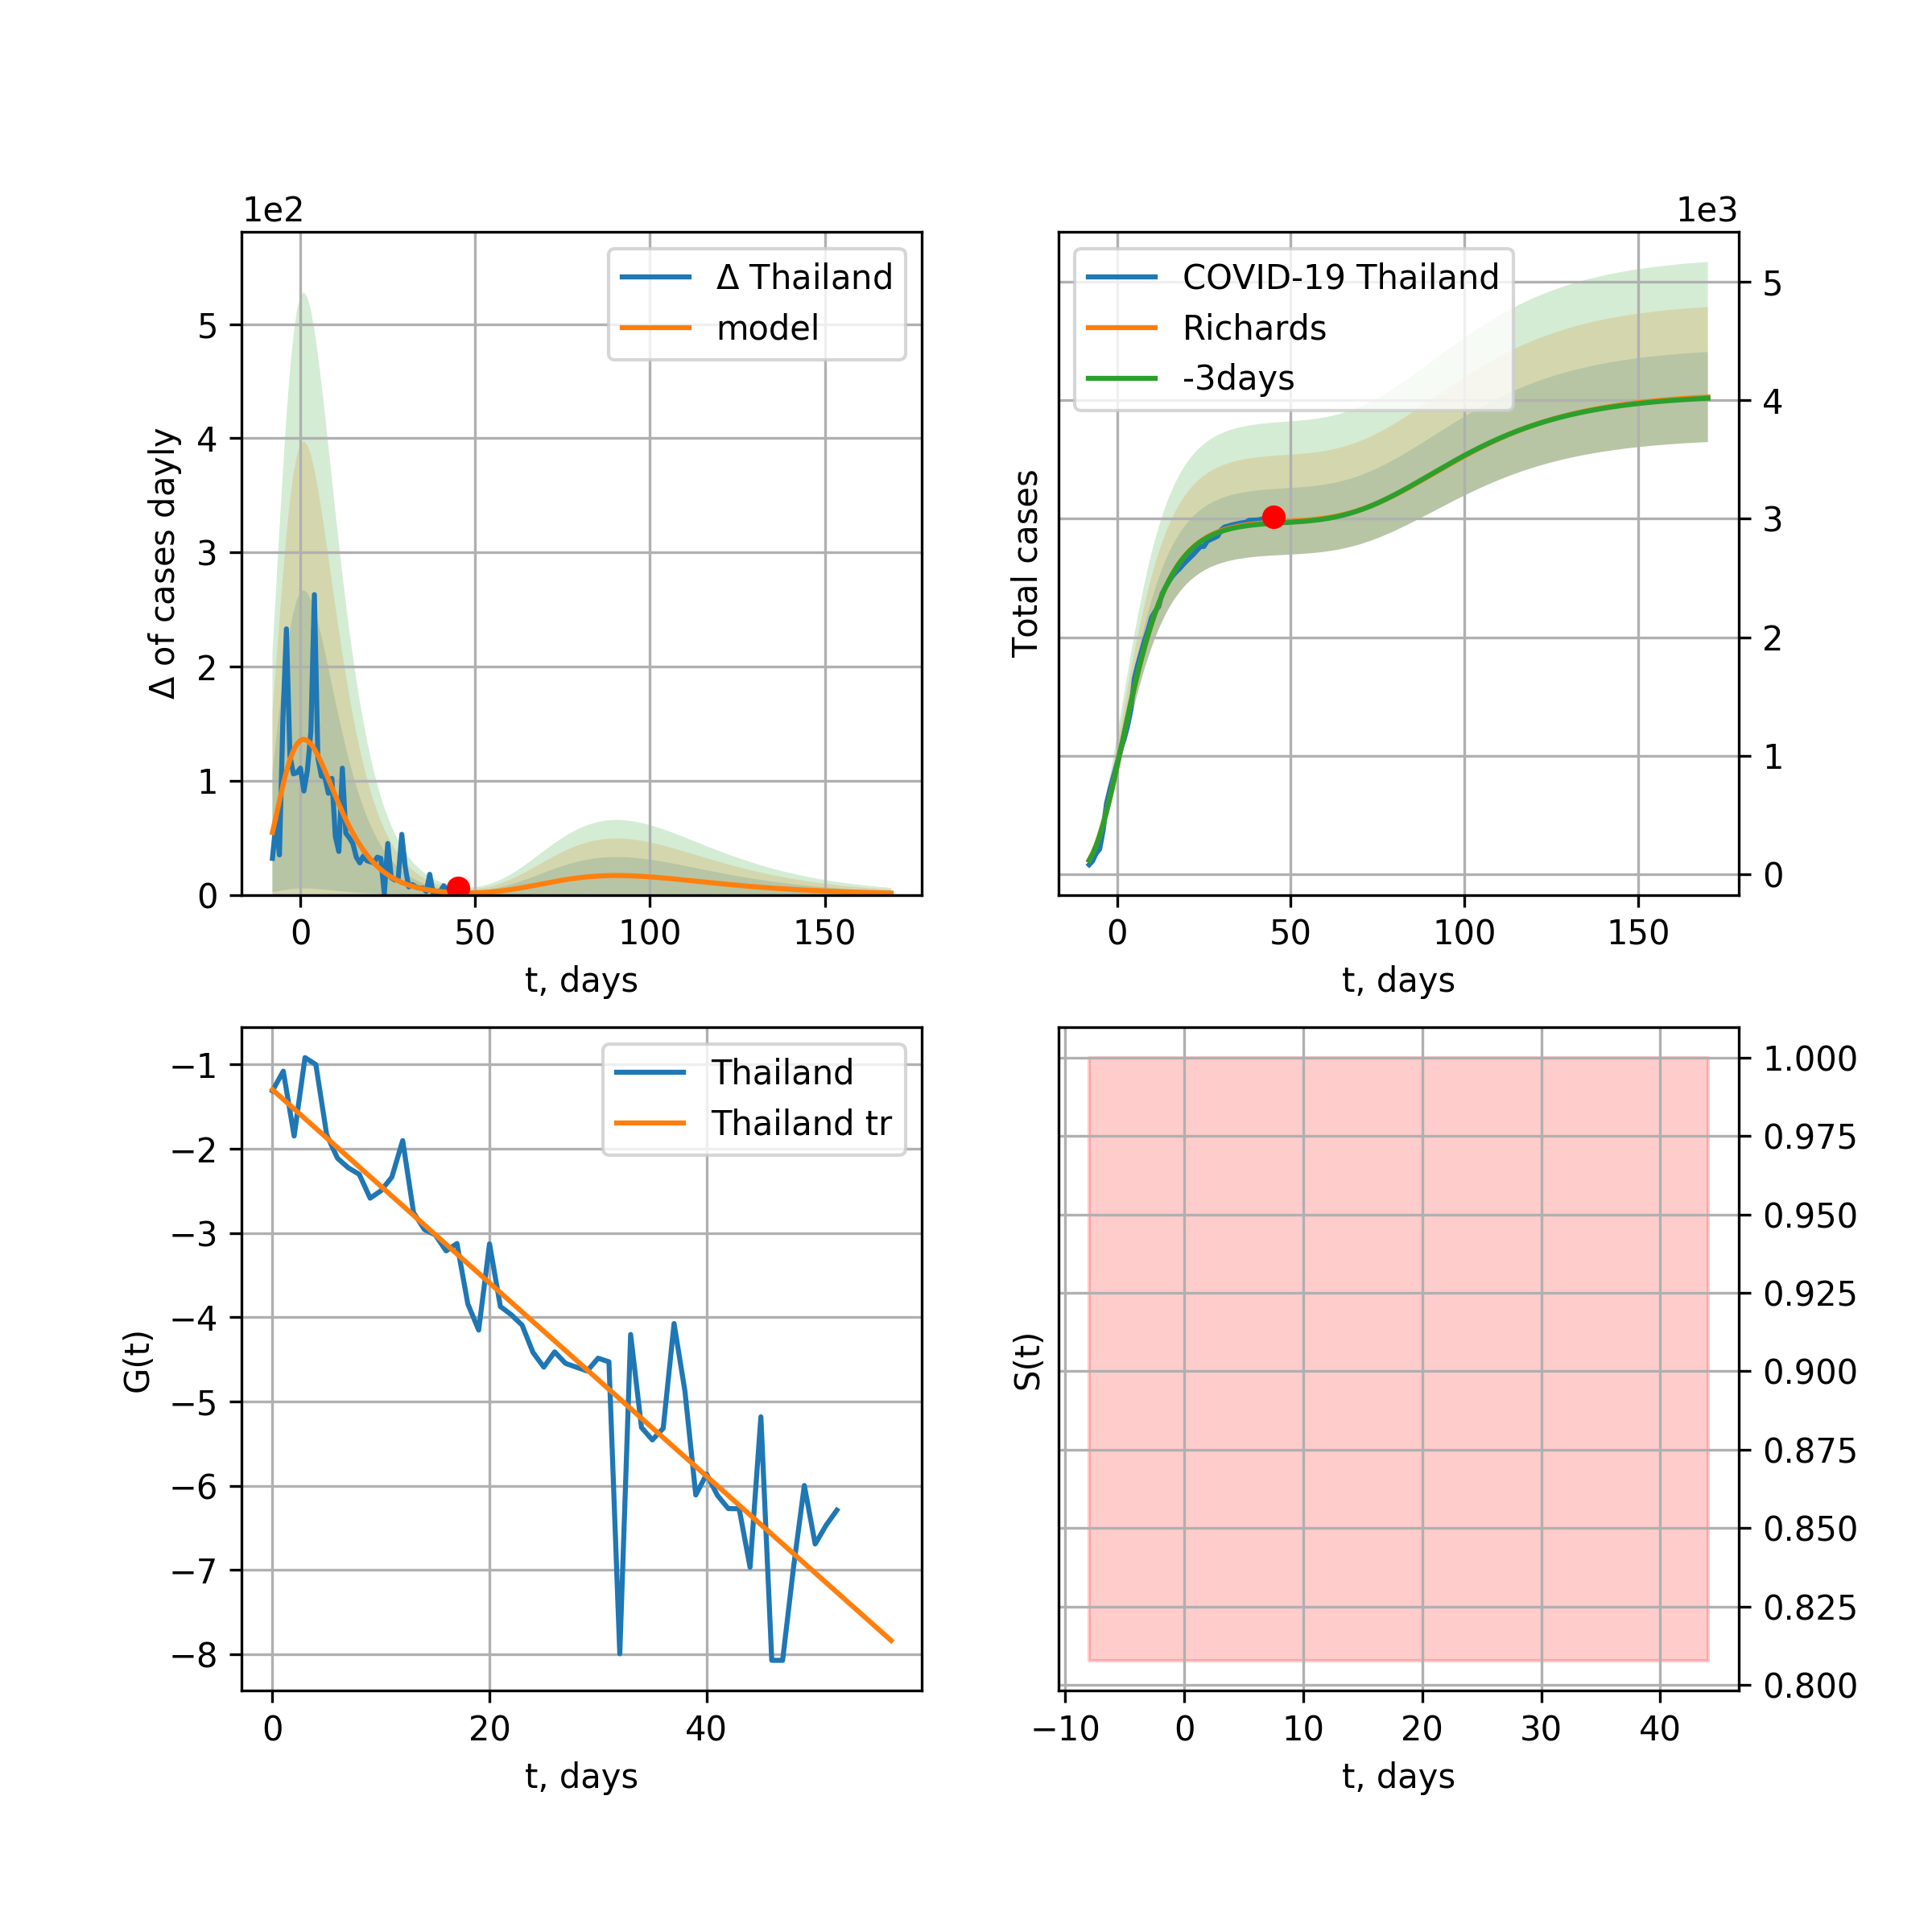 1e2
Δ of cases dayly
5
4
3
2
1
0
0 50 100 150
t, days
Δ Thailand
model
1e3
Total cases
5
4
3
2
1
0
0 50 100 150
t, days
COVID-19 Thailand
Richards
-3days
G(t)
−1
−2
−3
−4
−5
−6
−7
−8
0 20 40
t, days
Thailand
Thailand tr
S(t)
1.000
0.975
0.950
0.925
0.900
0.875
0.850
0.825
0.800
−10 0 10 20 30 40
t, days